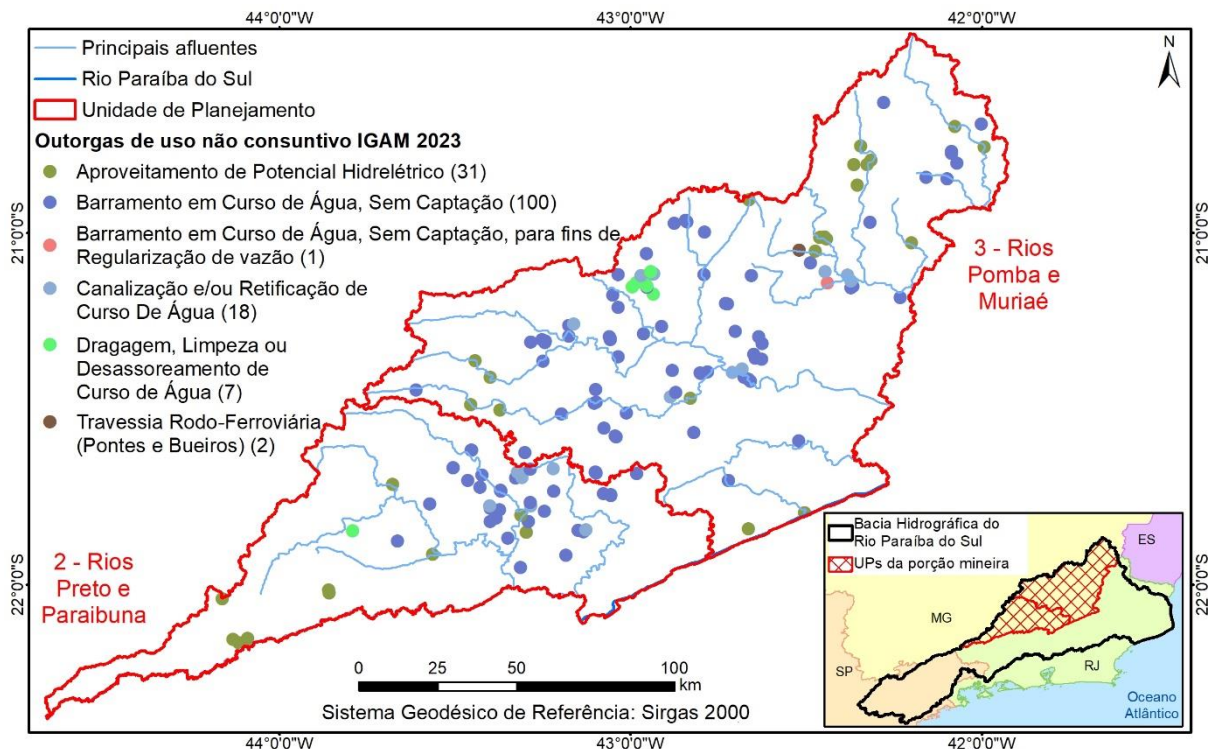 44°0'0"W
43°0'0"W
42°0'0"W
Principais afluentes
Rio Paraíba do Sul
Unidade de Planejamento
Outorgas de uso não consuntivo IGAM 2023
Aproveitamento de Potencial Hidrelétrico (31)
Barramento em Curso de Água, Sem Captação (100)
Barramento em Curso de Água, Sem Captação, para fins de
Regularização de vazão (1)
Canalização e/ou Retificação de
Curso De Água (18)
Dragagem, Limpeza ou
Desassoreamento de
Curso de Água (7)
Travessia Rodo-Ferroviária
(Pontes e Bueiros) (2)
N
21°0'0"S
21°0'0"S
3 - Rios
Pomba e
Muriaé
2 - Rios
Preto e
Paraibuna
22°0'0"S
22°0'0"S
0
25
50
100
km
Sistema Geodésico de Referência: Sirgas 2000
Bacia Hidrográfica do
Rio Paraíba do Sul
UPs da porção mineira
ES
MG
SP
RJ
Oceano
Atlântico
44°0'0"W
43°0'0"W
42°0'0"W